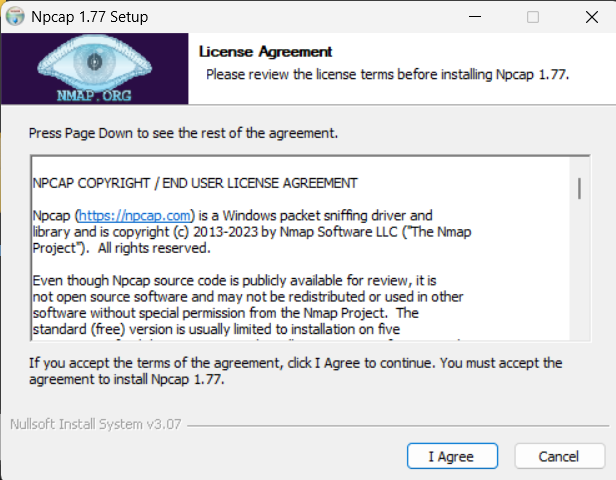 Npcap 1.77 Setup
NMAP.ORG
License Agreement
Please review the license terms before installing Npcap 1.77.
Press Page Down to see the rest of the agreement.
NPCAP COPYRIGHT / END USER LICENSE AGREEMENT
Npcap (https://npcap.com) is a Windows packet sniffing driver and
library and is copyright (c) 2013-2023 by Nmap Software LLC ("The Nmap
Project").  All rights reserved.
Even though Npcap source code is publicly available for review, it is
not open source software and may not be redistributed or used in other
software without special permission from the Nmap Project.  The
standard (free) version is usually limited to installation on five
If you accept the terms of the agreement, click I Agree to continue. You must accept the
agreement to install Npcap 1.77.
Nullsoft Install System v3.07
I Agree
Cancel